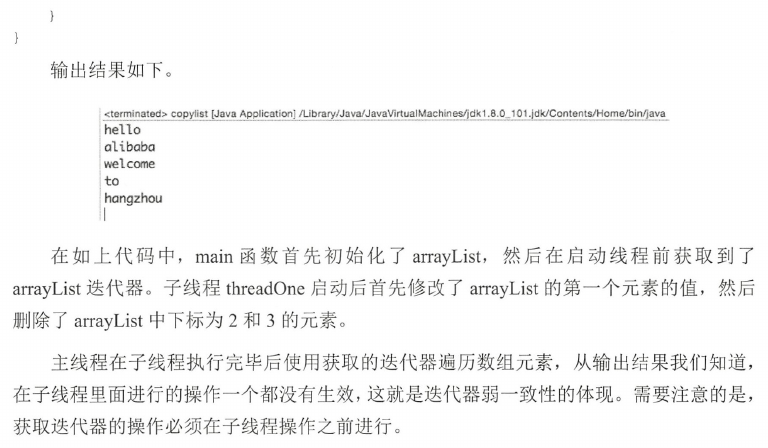 }
}
输出结果如下。
<terminated> copylist [Java Application] /Library/Java/JavaVirtualMachines/jdk1.8.0_101.jdk/Contents/Home/bin/java
hello
alibaba
welcome
to
hangzhou
在如上代码中，main 函数首先初始化了 arrayList，然后在启动线程前获取到了
arrayList 迭代器。子线程 threadOne 启动后首先修改了 arrayList 的第一个元素的值，然后
删除了 arrayList 中下标为 2 和 3 的元素。
主线程在子线程执行完毕后使用获取的迭代器遍历数组元素，从输出结果我们知道，
在子线程里面进行的操作一个都没有生效，这就是迭代器弱一致性的体现。需要注意的是，
获取迭代器的操作必须在子线程操作之前进行。